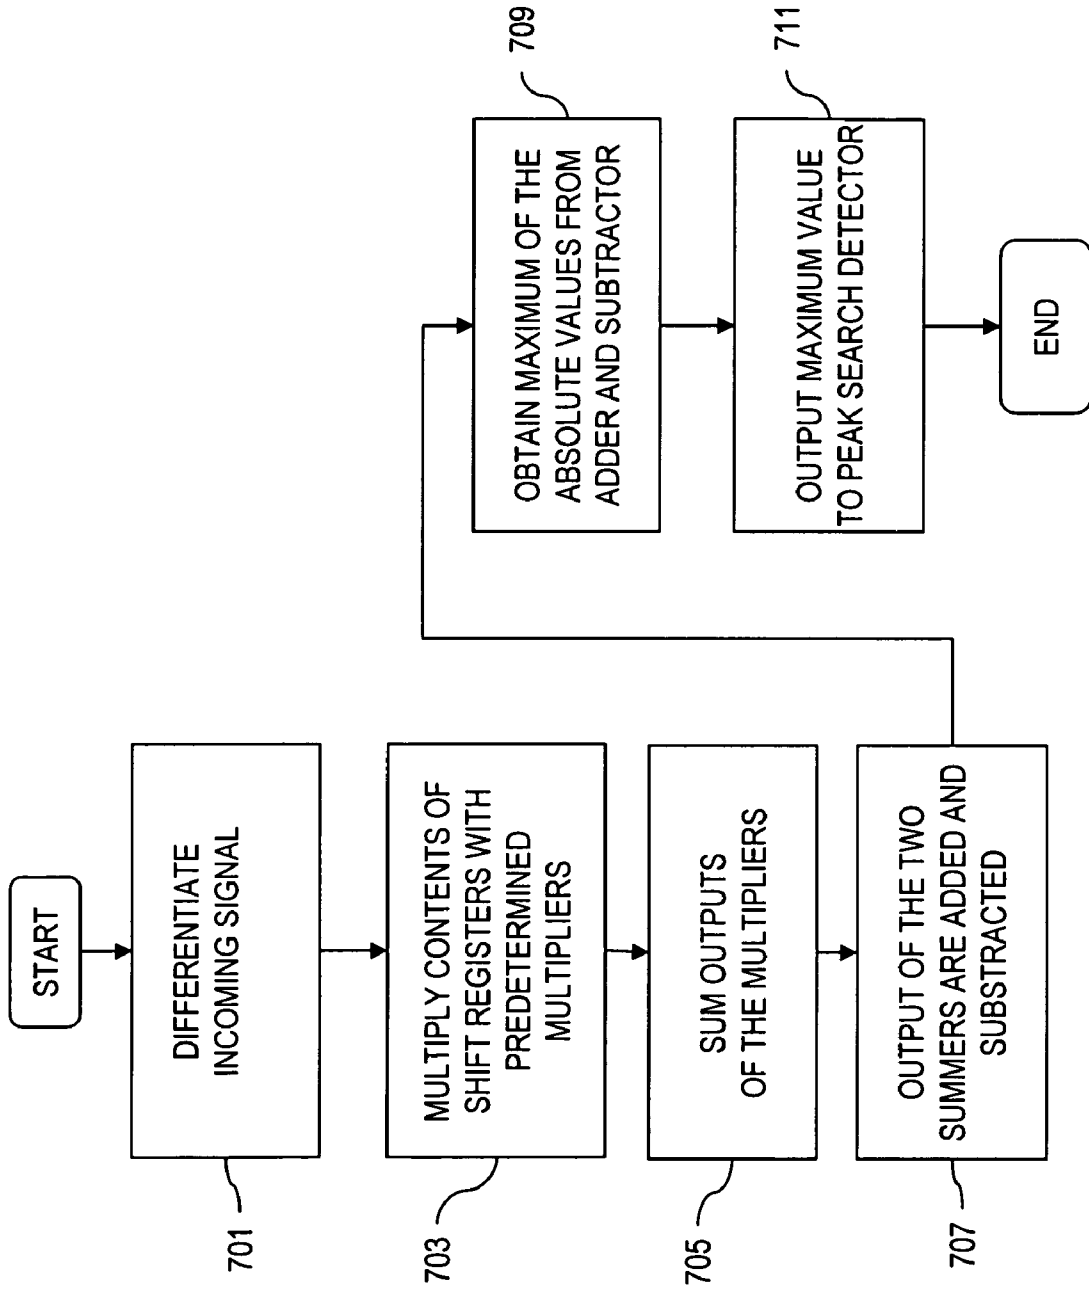 START
DIFFERENTIATE
INCOMING SIGNAL
701
MULTIPLY CONTENTS OF
SHIFT REGISTERS WITH
PREDETERMINED
MULTIPLIERS
703
SUM OUTPUTS
OF THE MULTIPLIERS
705
OUTPUT OF THE TWO
SUMMERS ARE ADDED AND
SUBSTRACTED
707
OBTAIN MAXIMUM OF THE
ABSOLUTE VALUES FROM
ADDER AND SUBTRACTOR
709
OUTPUT MAXIMUM VALUE
TO PEAK SEARCH DETECTOR
711
END